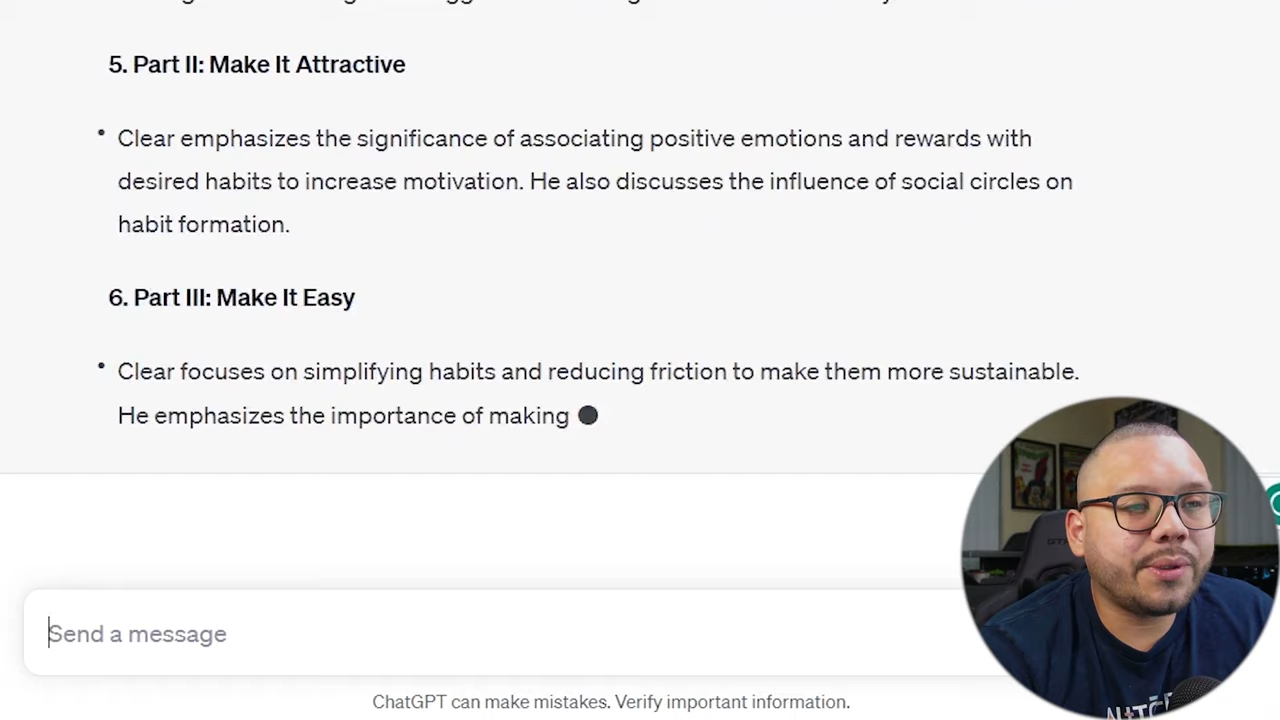 5. Part II: Make It Attractive
• Clear emphasizes the significance of associating positive emotions and rewards with
desired habits to increase motivation. He also discusses the influence of social circles on
habit formation.
6. Part III: Make It Easy
• Clear focuses on simplifying habits and reducing friction to make them more sustainable.
He emphasizes the importance of making
Send a message
ChatGPT can make mistakes. Verify important information.